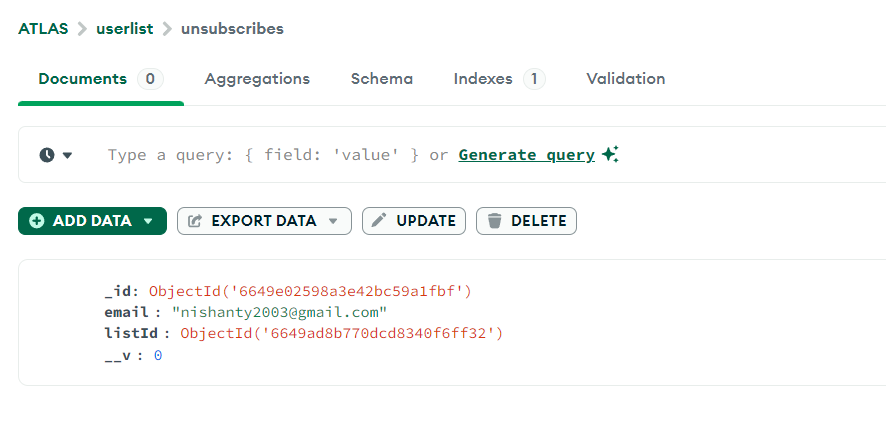 ATLAS > userlist > unsubscribes
Documents 0 Aggregations Schema Indexes 1 Validation
Type a query: { field: 'value' } or Generate query
ADD DATA EXPORT DATA UPDATE DELETE
_id: ObjectId('6649e02598a3e42bc59a1fbf')
email : "nishanty2003@gmail.com"
listId : ObjectId('6649ad8b770dcd8340f6ff32')
__v : 0